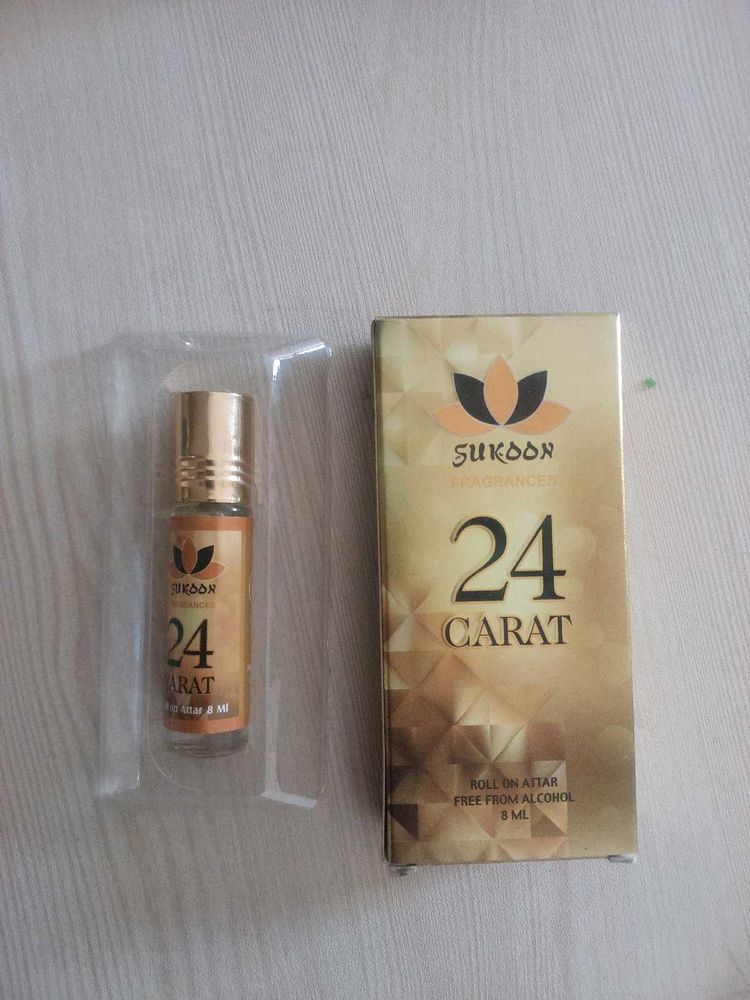 SUKOON
FRAGRANCES
24
CARAT
Roll on Attar 8 Ml
SUKOON
FRAGRANCES
24
CARAT
ROLL ON ATTAR
FREE FROM ALCOHOL
8 ML